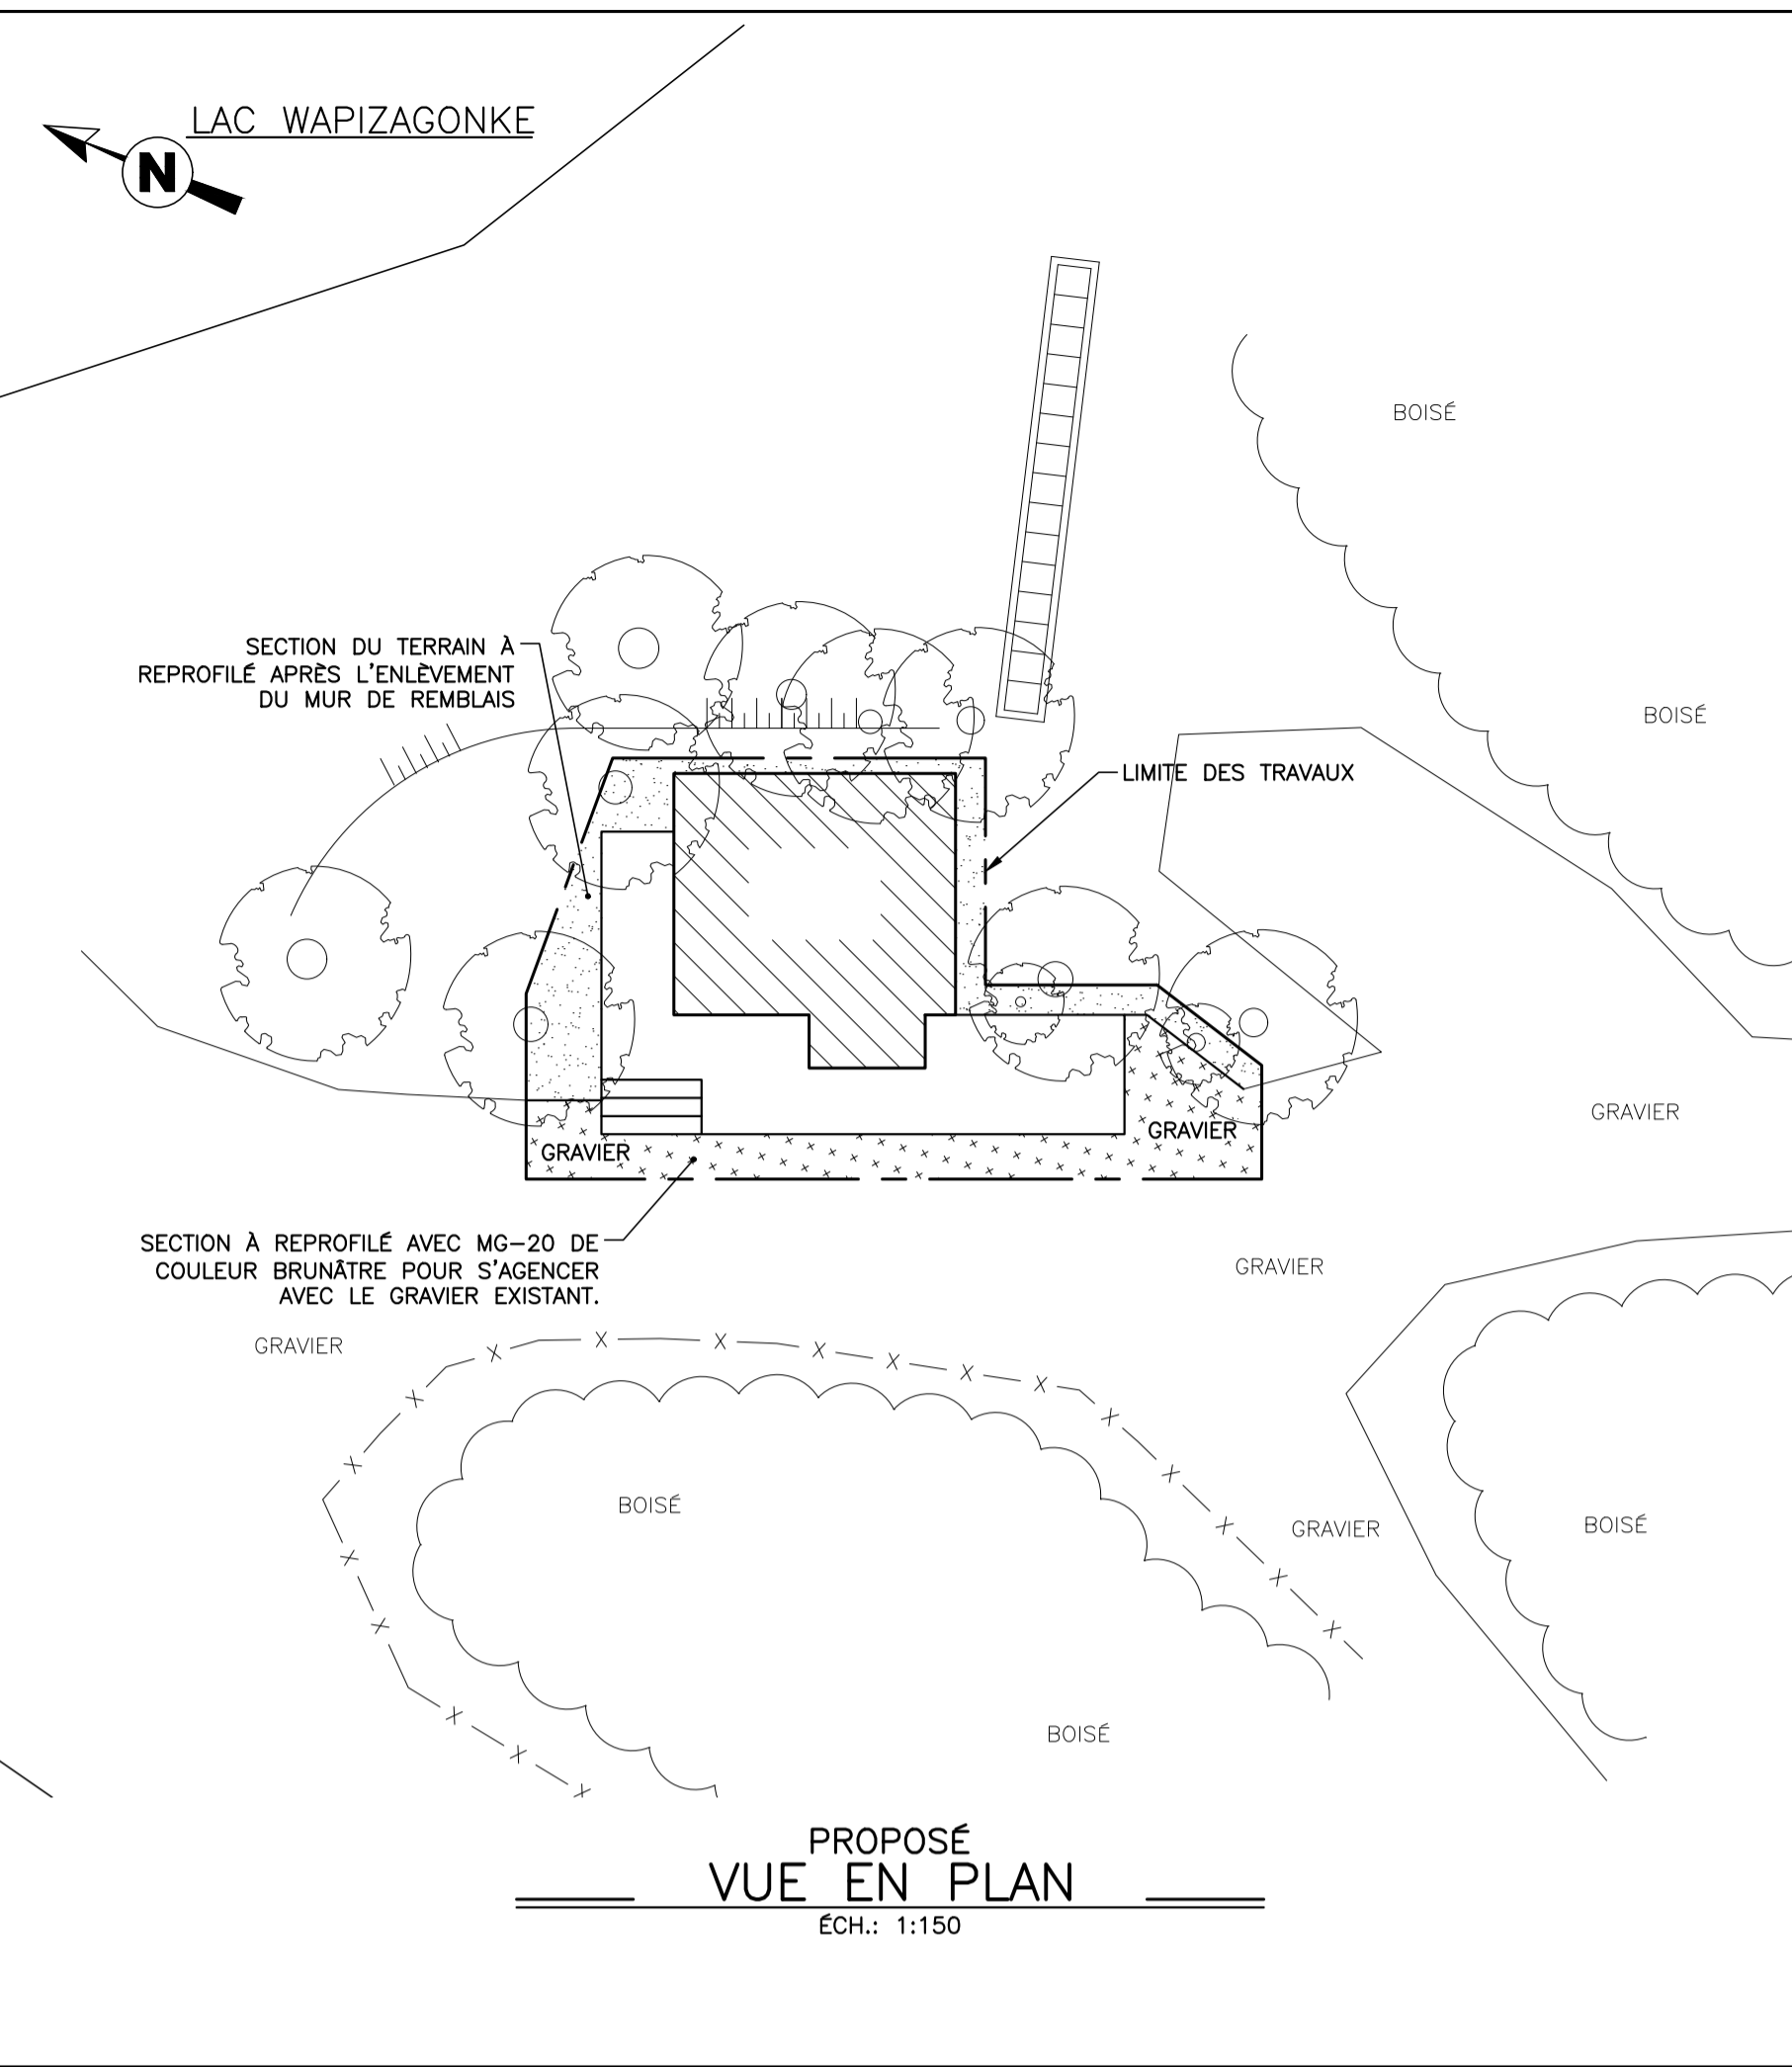 LAC WAPIZAGONKE
N
BOISÉ
SECTION DU TERRAIN À
REPROFILÉ APRÈS L'ENLÈVEMENT
DU MUR DE REMBLAIS
BOISÉ
LIMITE DES TRAVAUX
GRAVIER
GRAVIER
GRAVIER
SECTION À REPROFILÉ AVEC MG-20 DE
COULEUR BRUNÂTRE POUR S'AGENCER
AVEC LE GRAVIER EXISTANT.
GRAVIER
GRAVIER
BOISÉ
GRAVIER
BOISÉ
BOISÉ
PROPOSÉ
VUE EN PLAN
ÉCH.: 1:150